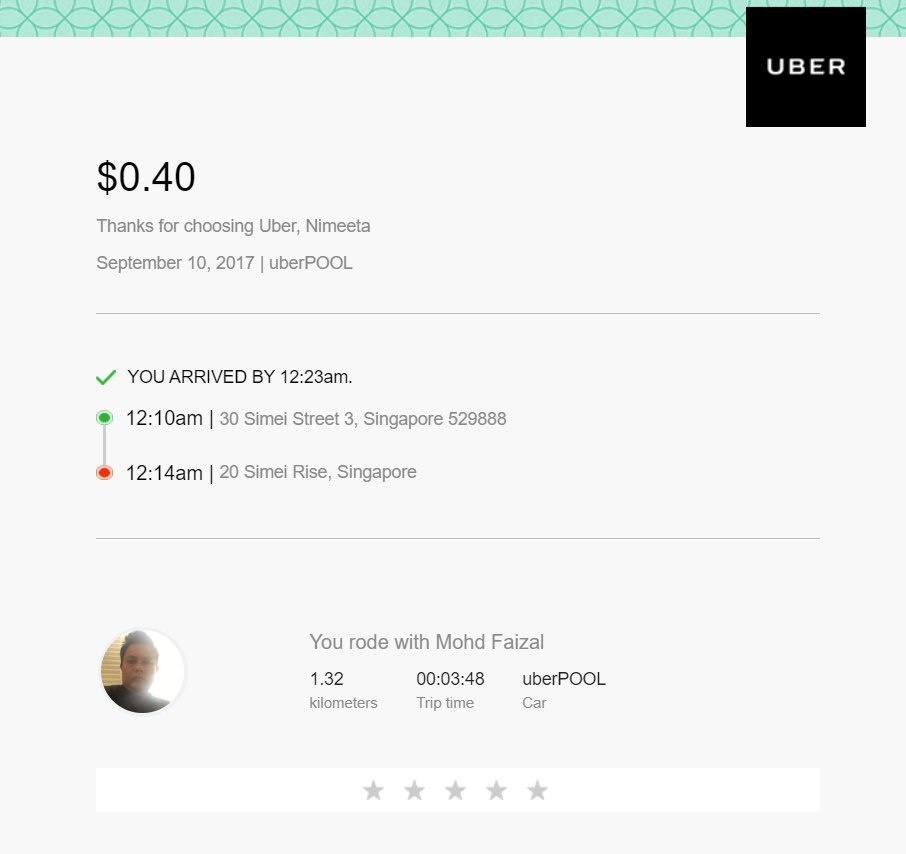 UBER
$0.40
Thanks for choosing Uber, Nimeeta
September 10, 2017 | uberPOOL
YOU ARRIVED BY 12:23am.
12:10am | 30 Simei Street 3, Singapore 529888
12:14am | 20 Simei Rise, Singapore
You rode with Mohd Faizal
1.32 00:03:48 uberPOOL
kilometers Trip time Car